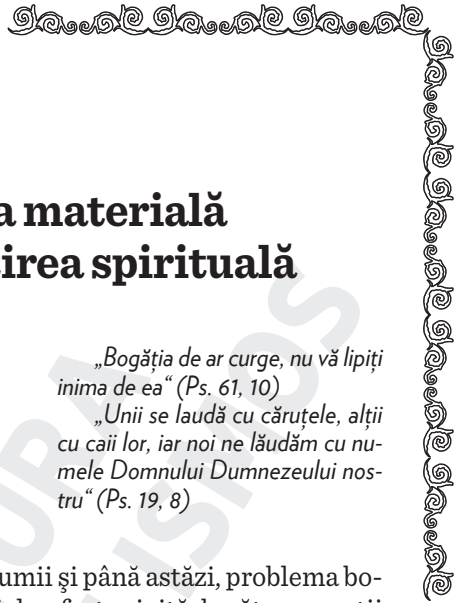 a materială
irea spirituală
„Bogăția de ar curge, nu vă lipiți
inima de ea“ (Ps. 61, 10)
„Unii se laudă cu căruțele, alții
cu caii lor, iar noi ne lăudăm cu nu-
mele Domnului Dumnezeului nos-
tru“ (Ps. 19, 8)
umii și până astăzi, problema bo-